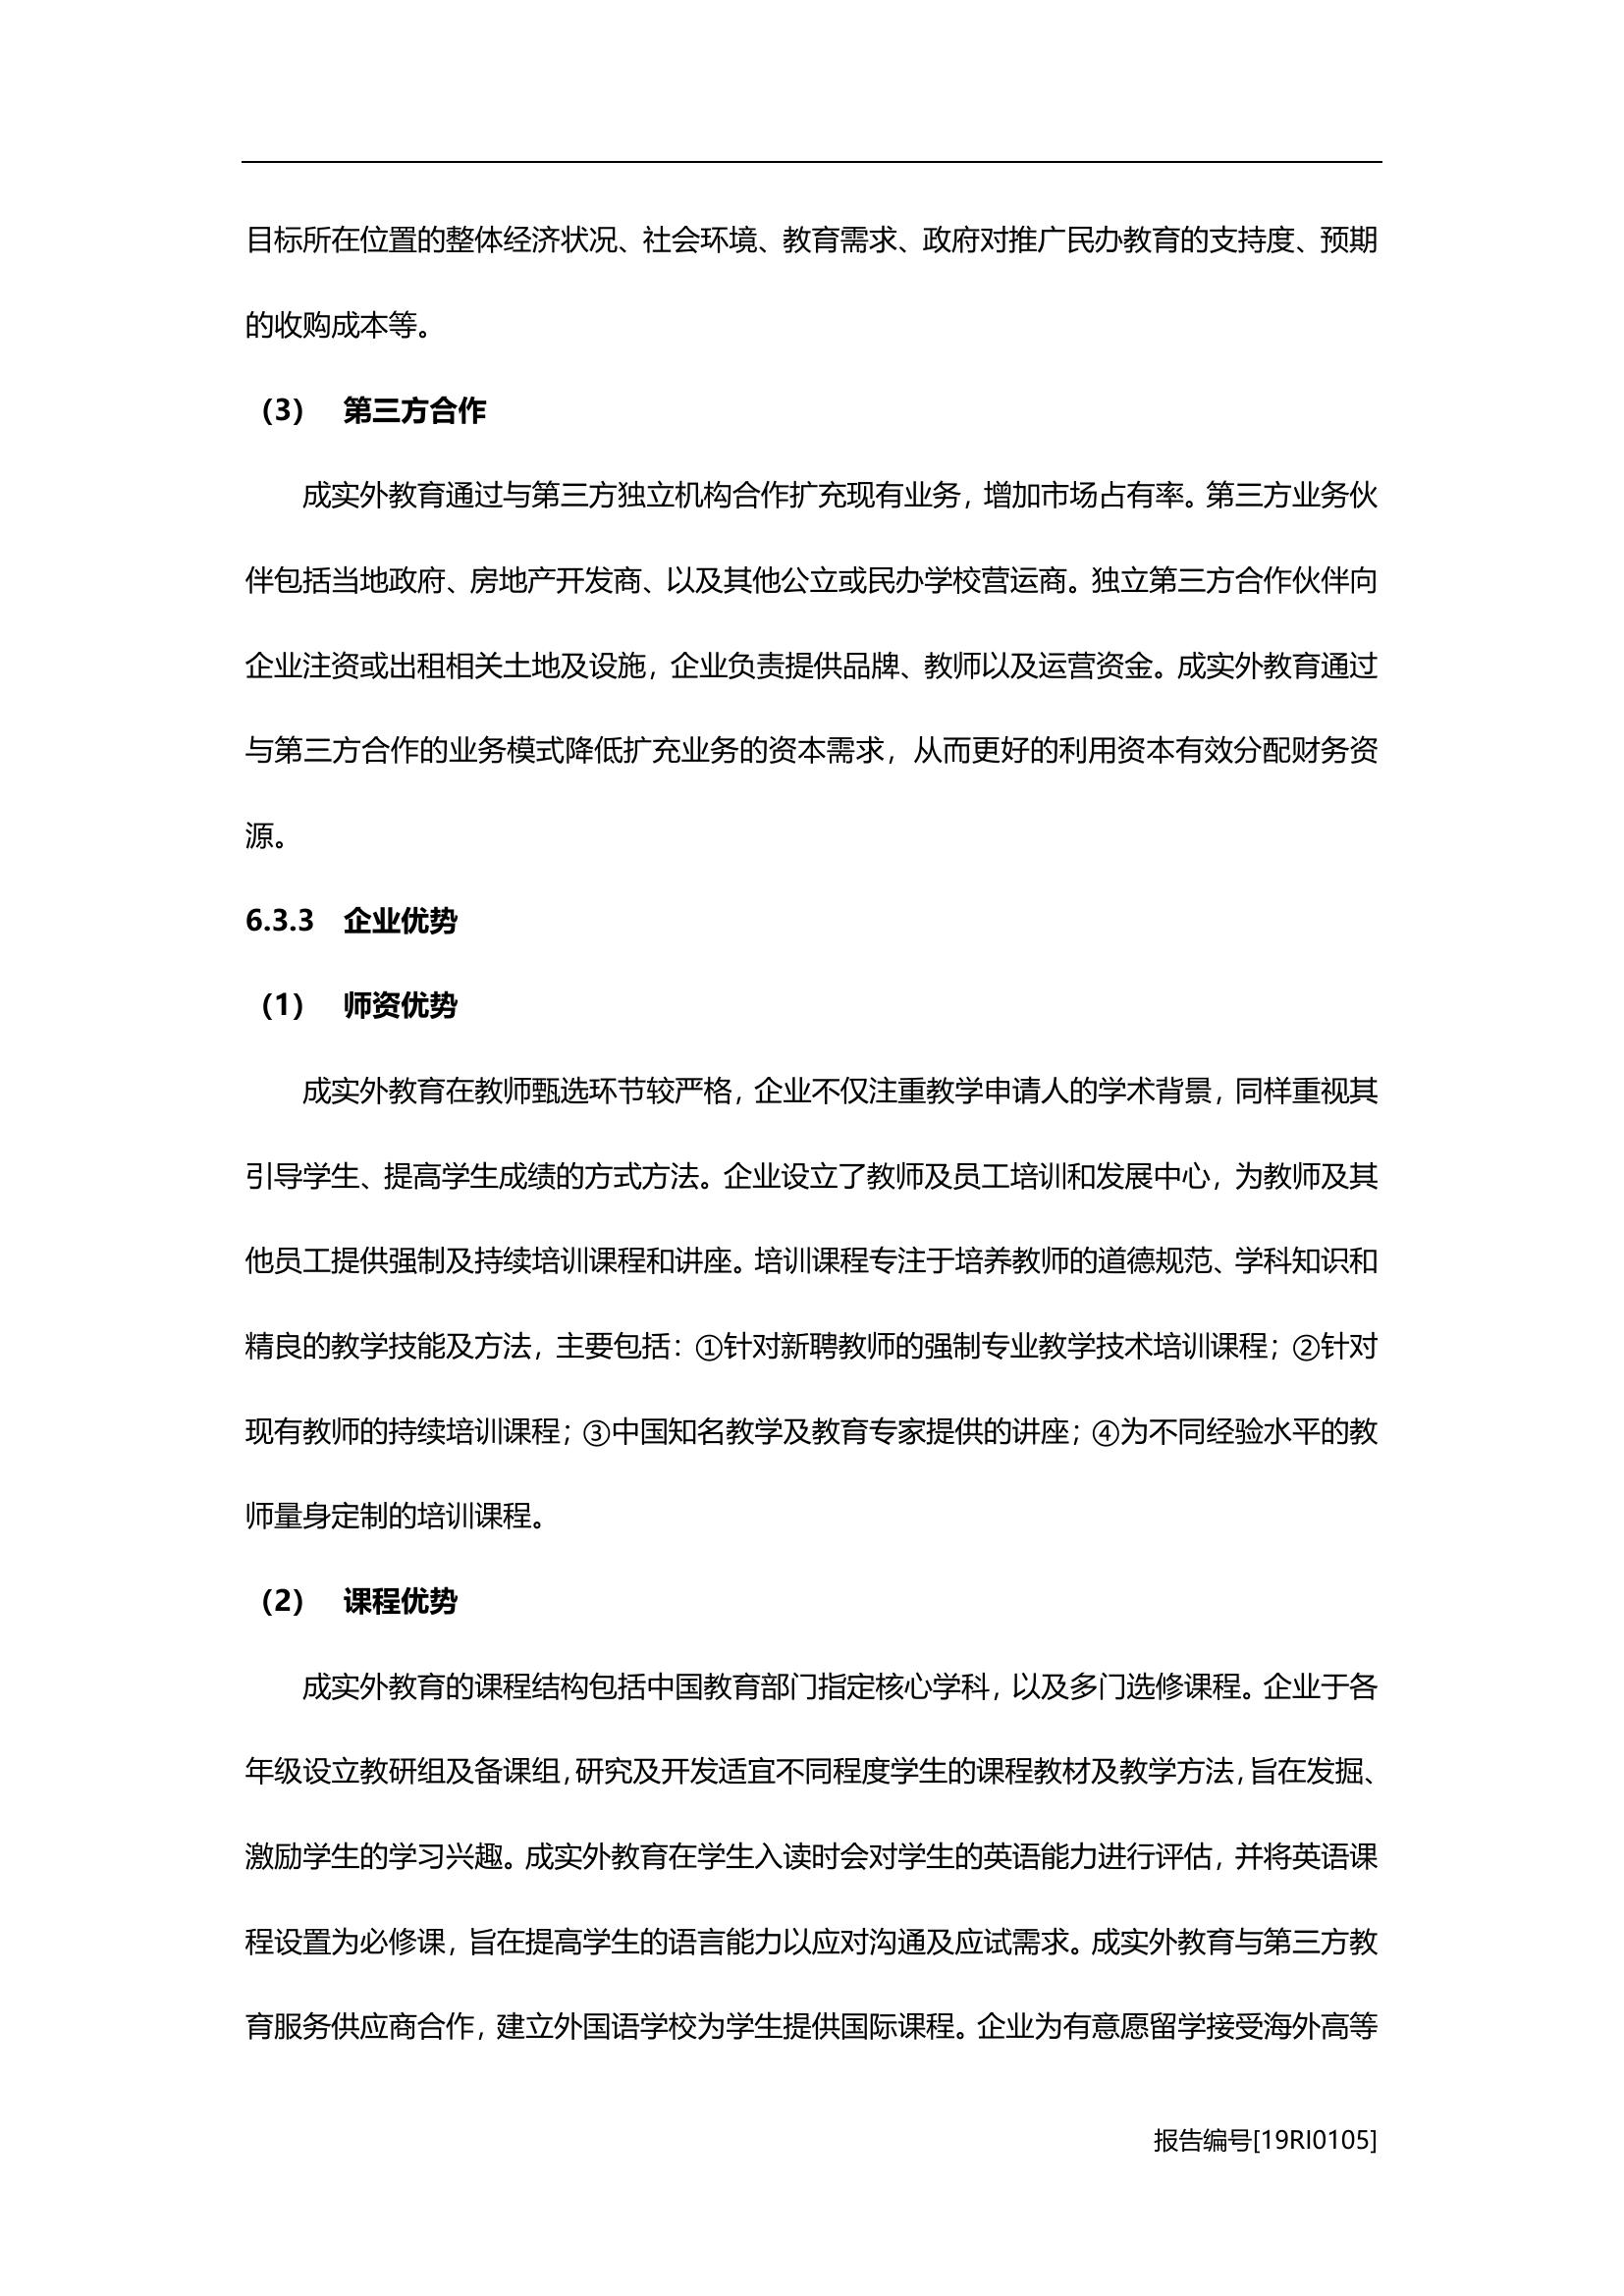 目标所在位置的整体经济状况、社会环境、教育需求、政府对推广民办教育的支持度、预期
的收购成本等。
（3） 第三方合作
成实外教育通过与第三方独立机构合作扩充现有业务，增加市场占有率。第三方业务伙
伴包括当地政府、房地产开发商、以及其他公立或民办学校营运商。独立第三方合作伙伴向
企业注资或出租相关土地及设施，企业负责提供品牌、教师以及运营资金。成实外教育通过
与第三方合作的业务模式降低扩充业务的资本需求，从而更好的利用资本有效分配财务资
源。
6.3.3 企业优势
（1） 师资优势
成实外教育在教师甄选环节较严格，企业不仅注重教学申请人的学术背景，同样重视其
引导学生、提高学生成绩的方式方法。企业设立了教师及员工培训和发展中心，为教师及其
他员工提供强制及持续培训课程和讲座。培训课程专注于培养教师的道德规范、学科知识和
精良的教学技能及方法，主要包括：①针对新聘教师的强制专业教学技术培训课程；②针对
现有教师的持续培训课程；③中国知名教学及教育专家提供的讲座；④为不同经验水平的教
师量身定制的培训课程。
（2） 课程优势
成实外教育的课程结构包括中国教育部门指定核心学科，以及多门选修课程。企业于各
年级设立教研组及备课组，研究及开发适宜不同程度学生的课程教材及教学方法，旨在发掘、
激励学生的学习兴趣。成实外教育在学生入读时会对学生的英语能力进行评估，并将英语课
程设置为必修课，旨在提高学生的语言能力以应对沟通及应试需求。成实外教育与第三方教
育服务供应商合作，建立外国语学校为学生提供国际课程。企业为有意愿留学接受海外高等
报告编号[19RI0105]